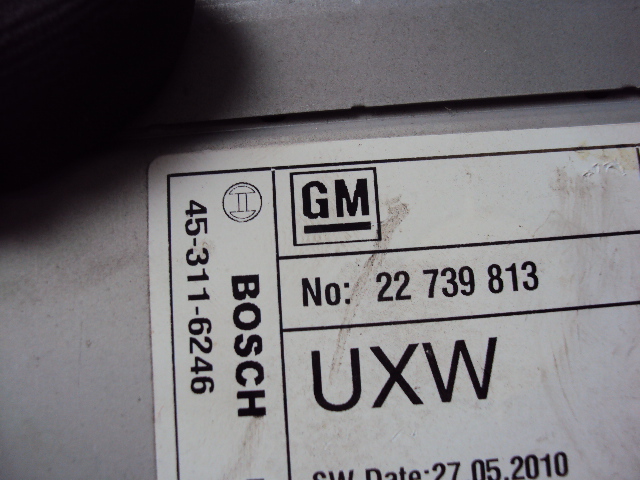 GM
No: 22 739 813
UXW
SW Date:27.05.2010
BOSCH
45-311-6246